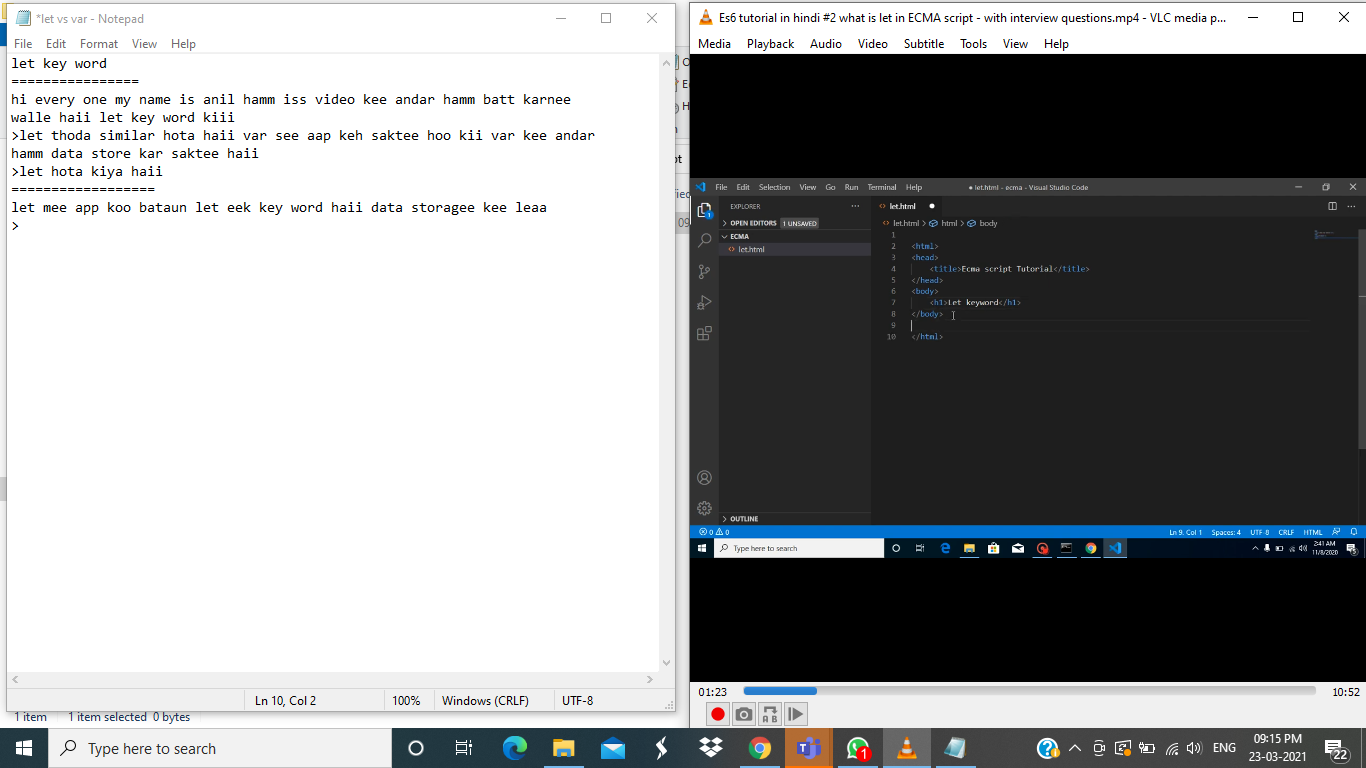 *let vs var - Notepad
File Edit Format View Help
let key word
================
hi every one my name is anil hamm iss video kee andar hamm batt karnee
walle haii let key word kiii
>let thoda similar hota haii var see aap keh saktee hoo kii var kee andar
hamm data store kar saktee haii
>let hota kiya haii
==================
let mee app koo bataun let eek key word haii data storagee kee leaa
>
Ln 10, Col 2 100% Windows (CRLF) UTF-8
1 item 1 item selected 0 bytes
Es6 tutorial in hindi #2 what is let in ECMA script - with interview questions.mp4 - VLC media p...
Media Playback Audio Video Subtitle Tools View Help
File Edit Selection View Go Run Terminal Help
● let.html - ecma - Visual Studio Code
EXPLORER ...
OPEN EDITORS 1 UNSAVED
ECMA
<> let.html
OUTLINE
<> let.html ●
<> let.html > html > body
1
2 <html>
3 <head>
4 <title>Ecma script Tutorial</title>
5 </head>
6 <body>
7 <h1>Let keyword</h1>
8 </body>
9
10 </html>
0 0
Ln 9, Col 1 Spaces: 4 UTF-8 CRLF HTML
Type here to search
2:41 AM
11/8/2020
01:23 10:52
Type here to search
1
ENG
09:15 PM
23-03-2021
22